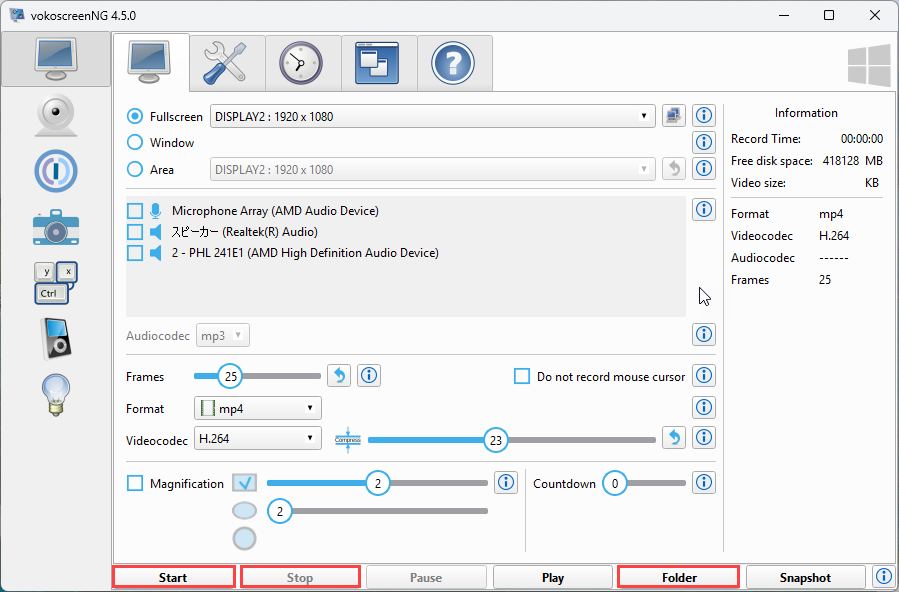 vokoscreenNG 4.5.0
Fullscreen DISPLAY2 : 1920 x 1080
Window
Area DISPLAY2 : 1920 x 1080
Microphone Array (AMD Audio Device)
スピーカー (Realtek(R) Audio)
2 - PHL 241E1 (AMD High Definition Audio Device)
Audiocodec mp3
Frames 25 Do not record mouse cursor
Format mp4
Videocodec H.264 Compress 23
Magnification 2 Countdown 0
2
Information
Record Time: 00:00:00
Free disk space: 418128 MB
Video size: KB
Format mp4
Videocodec H.264
Audiocodec ------
Frames 25
y x
Ctrl
Start Stop Pause Play Folder Snapshot